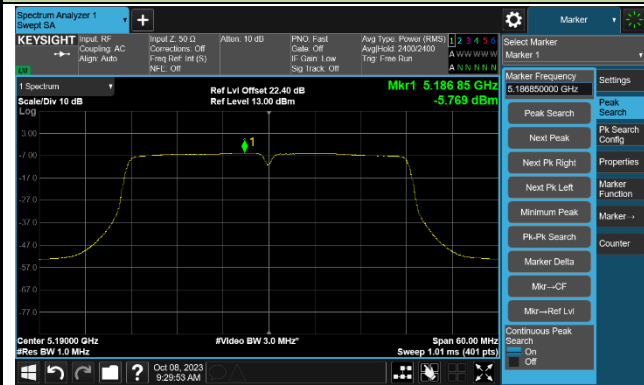 Spectrum Analyzer 1
Swept SA
KEYSIGHT
Input: RF
Coupling: AC
Align: Auto
Input Z: 50 Ω
Corrections: Off
Freq Ref: Int (S)
NFE: Off
Atten: 10 dB
PNO: Fast
Gate: Off
IF Gain: Low
Sig Track: Off
Avg Type: Power (RMS)
Avg|Hold: 2400/2400
Trig: Free Run
1 2 3 4 5 6
A W W W W W
A N N N N N
LXI
1 Spectrum
Scale/Div 10 dB
Log
Ref Lvl Offset 22.40 dB
Ref Level 13.00 dBm
Mkr1 5.186 85 GHz
-5.769 dBm
1
3.00
-7.00
-17.0
-27.0
-37.0
-47.0
-57.0
-67.0
-77.0
Center 5.19000 GHz
#Res BW 1.0 MHz
#Video BW 3.0 MHz*
Span 60.00 MHz
Sweep 1.01 ms (401 pts)
Oct 08, 2023
9:29:53 AM
Marker
Select Marker
Marker 1
Marker Frequency
5.186850000 GHz
Peak Search
Next Peak
Next Pk Right
Next Pk Left
Minimum Peak
Pk-Pk Search
Marker Delta
Mkr→CF
Mkr→Ref Lvl
Continuous Peak
Search
On
Off
Settings
Peak
Search
Pk Search
Config
Properties
Marker
Function
Marker→
Counter